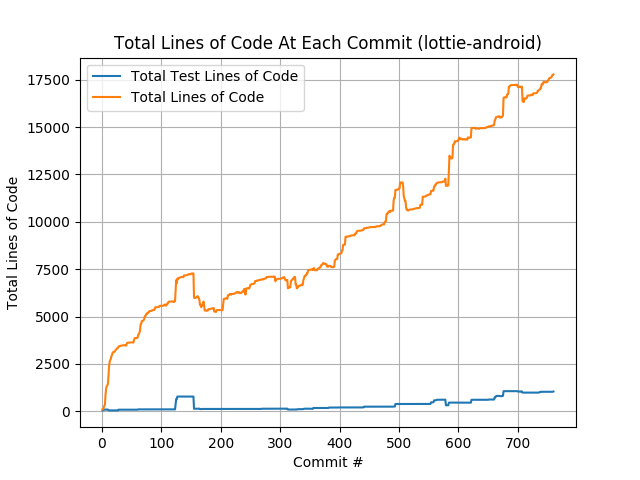 Total Lines of Code At Each Commit (lottie-android)
Total Test Lines of Code
Total Lines of Code
Total Lines of Code
17500
15000
12500
10000
7500
5000
2500
0
0 100 200 300 400 500 600 700
Commit #